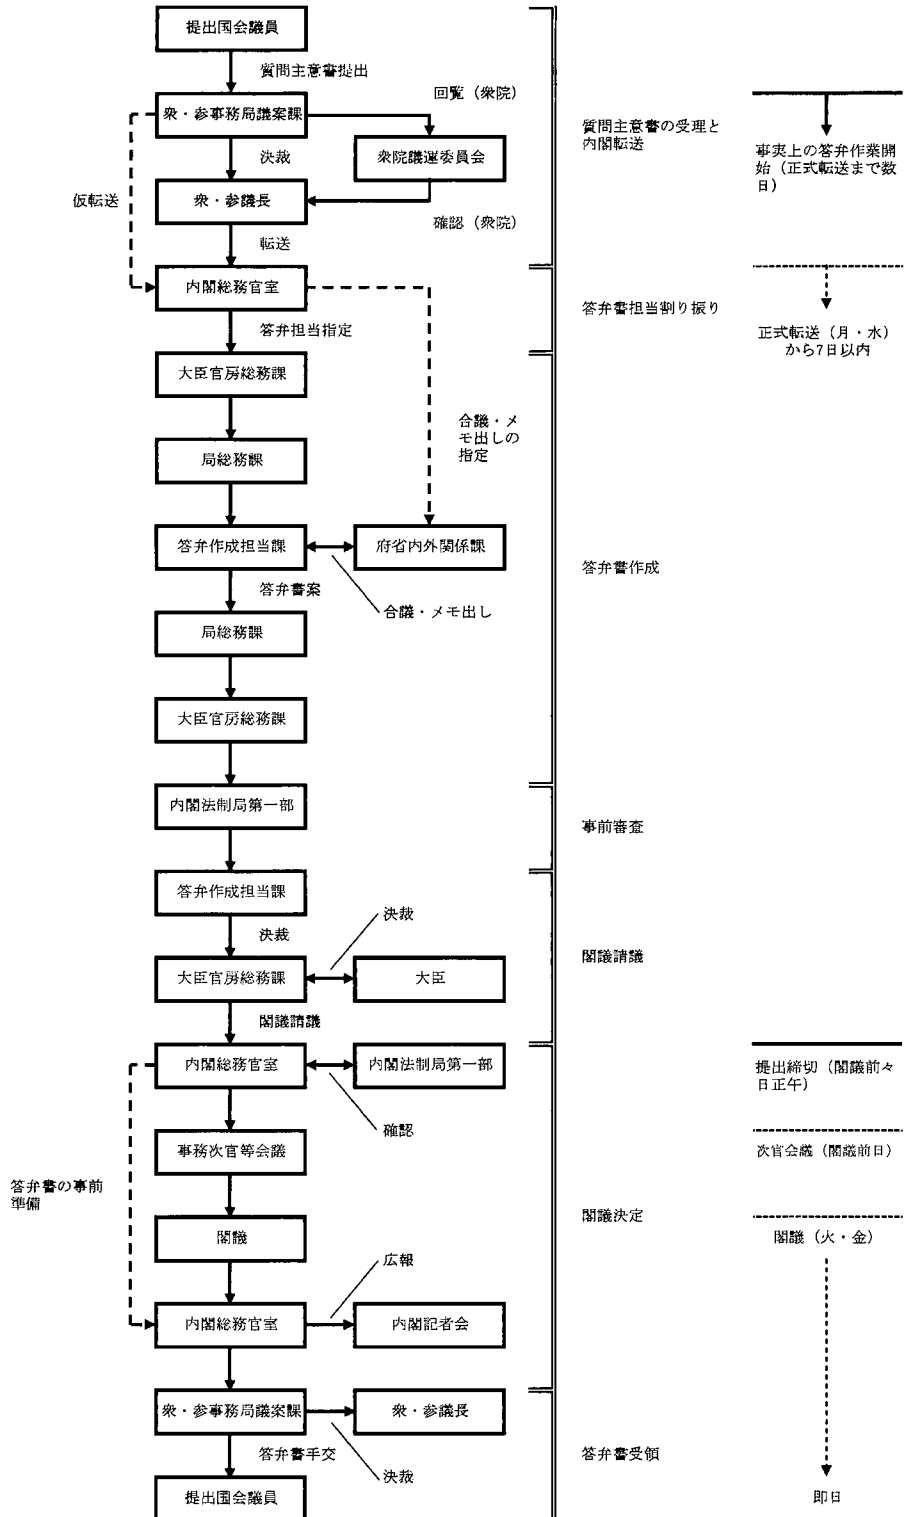 提出国会議員
質問主意書提出
回覧（衆院）
衆・参事務局議案課
質問主意書の受理と
内閣転送
決裁
衆院議運委員会
事実上の答弁作業開
始（正式転送まで数
日）
仮転送
衆・参議長
確認（衆院）
転送
内閣総務官室
答弁書担当割り振り
答弁担当指定
正式転送（月・水）
から7日以内
大臣官房総務課
合議・メ
モ出しの
指定
局総務課
答弁作成担当課
府省内外関係課
答弁書作成
答弁書案
合議・メモ出し
局総務課
大臣官房総務課
内閣法制局第一部
事前審査
答弁作成担当課
決裁
決裁
大臣官房総務課
大臣
閣議請議
閣議請議
内閣総務官室
内閣法制局第一部
提出締切（閣議前々
日正午）
確認
事務次官等会議
次官会議（閣議前日）
答弁書の事前
準備
閣議
閣議決定
閣議（火・金）
広報
内閣総務官室
内閣記者会
衆・参事務局議案課
衆・参議長
答弁書手交
決裁
答弁書受領
提出国会議員
即日